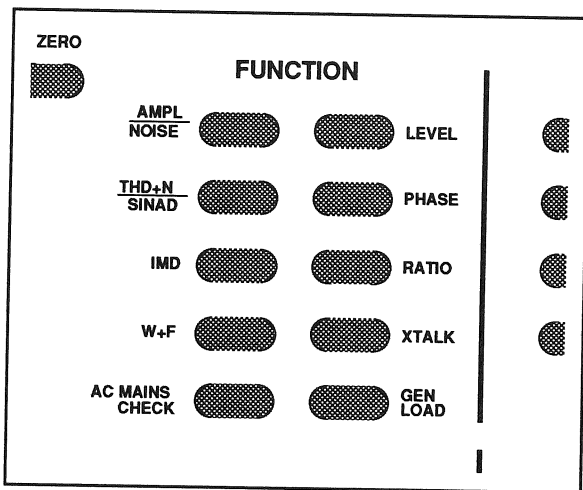 ZERO
FUNCTION
AMPL
NOISE
LEVEL
THD+N
SINAD
PHASE
IMD
RATIO
W+F
XTALK
AC MAINS
CHECK
GEN
LOAD